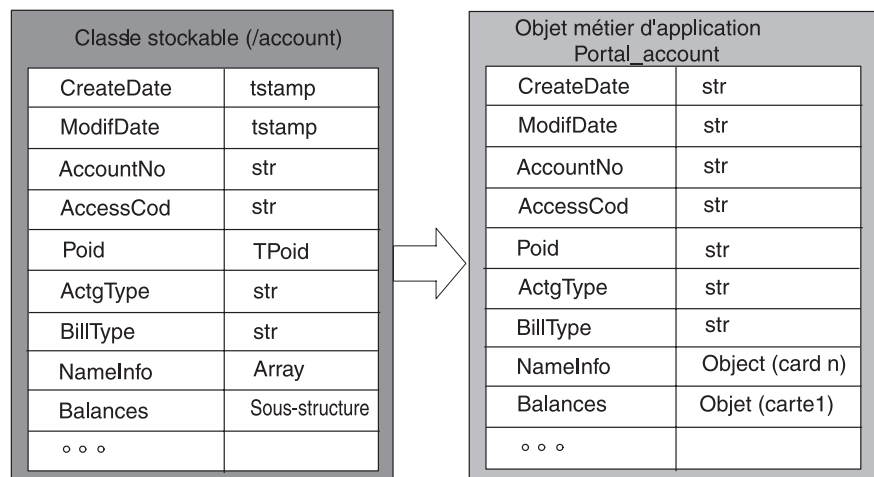 Classle stockable (/account)
CreateDate tstamp
ModifDate tstamp
AccountNo str
AccessCod str
Poid TPoid
ActgType str
BillType str
NameInfo Array
Balances Sous-structure
° ° °
Objet métier d'application
Portal_account
CreateDate str
ModifDate str
AccountNo str
AccessCod str
Poid str
ActgType str
BillType str
NameInfo Object (card n)
Balances Objet (carte1)
° ° °